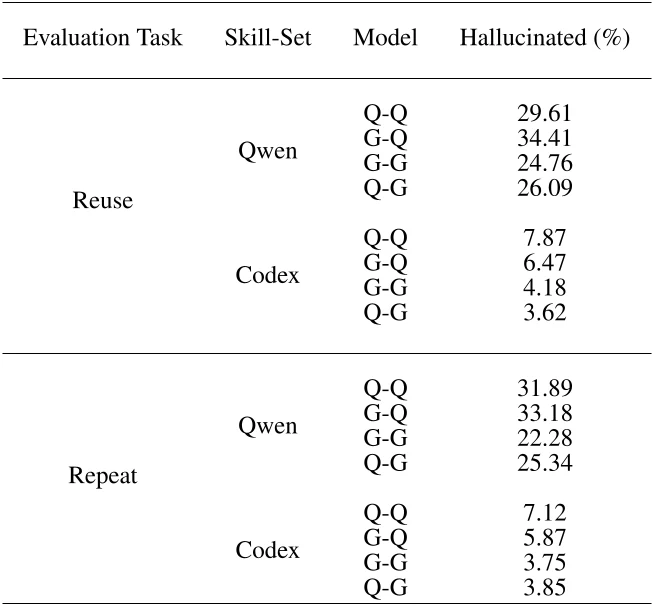 Evaluation Task Skill-Set Model Hallucinated (%)
Q-Q 29.61
G-Q 34.41
Qwen
G-G 24.76
Q-G 26.09
Reuse
Q-Q 7.87
G-Q 6.47
Codex
G-G 4.18
Q-G 3.62
Q-Q 31.89
G-Q 33.18
Qwen
G-G 22.28
Q-G 25.34
Repeat
Q-Q 7.12
G-Q 5.87
Codex
G-G 3.75
Q-G 3.85